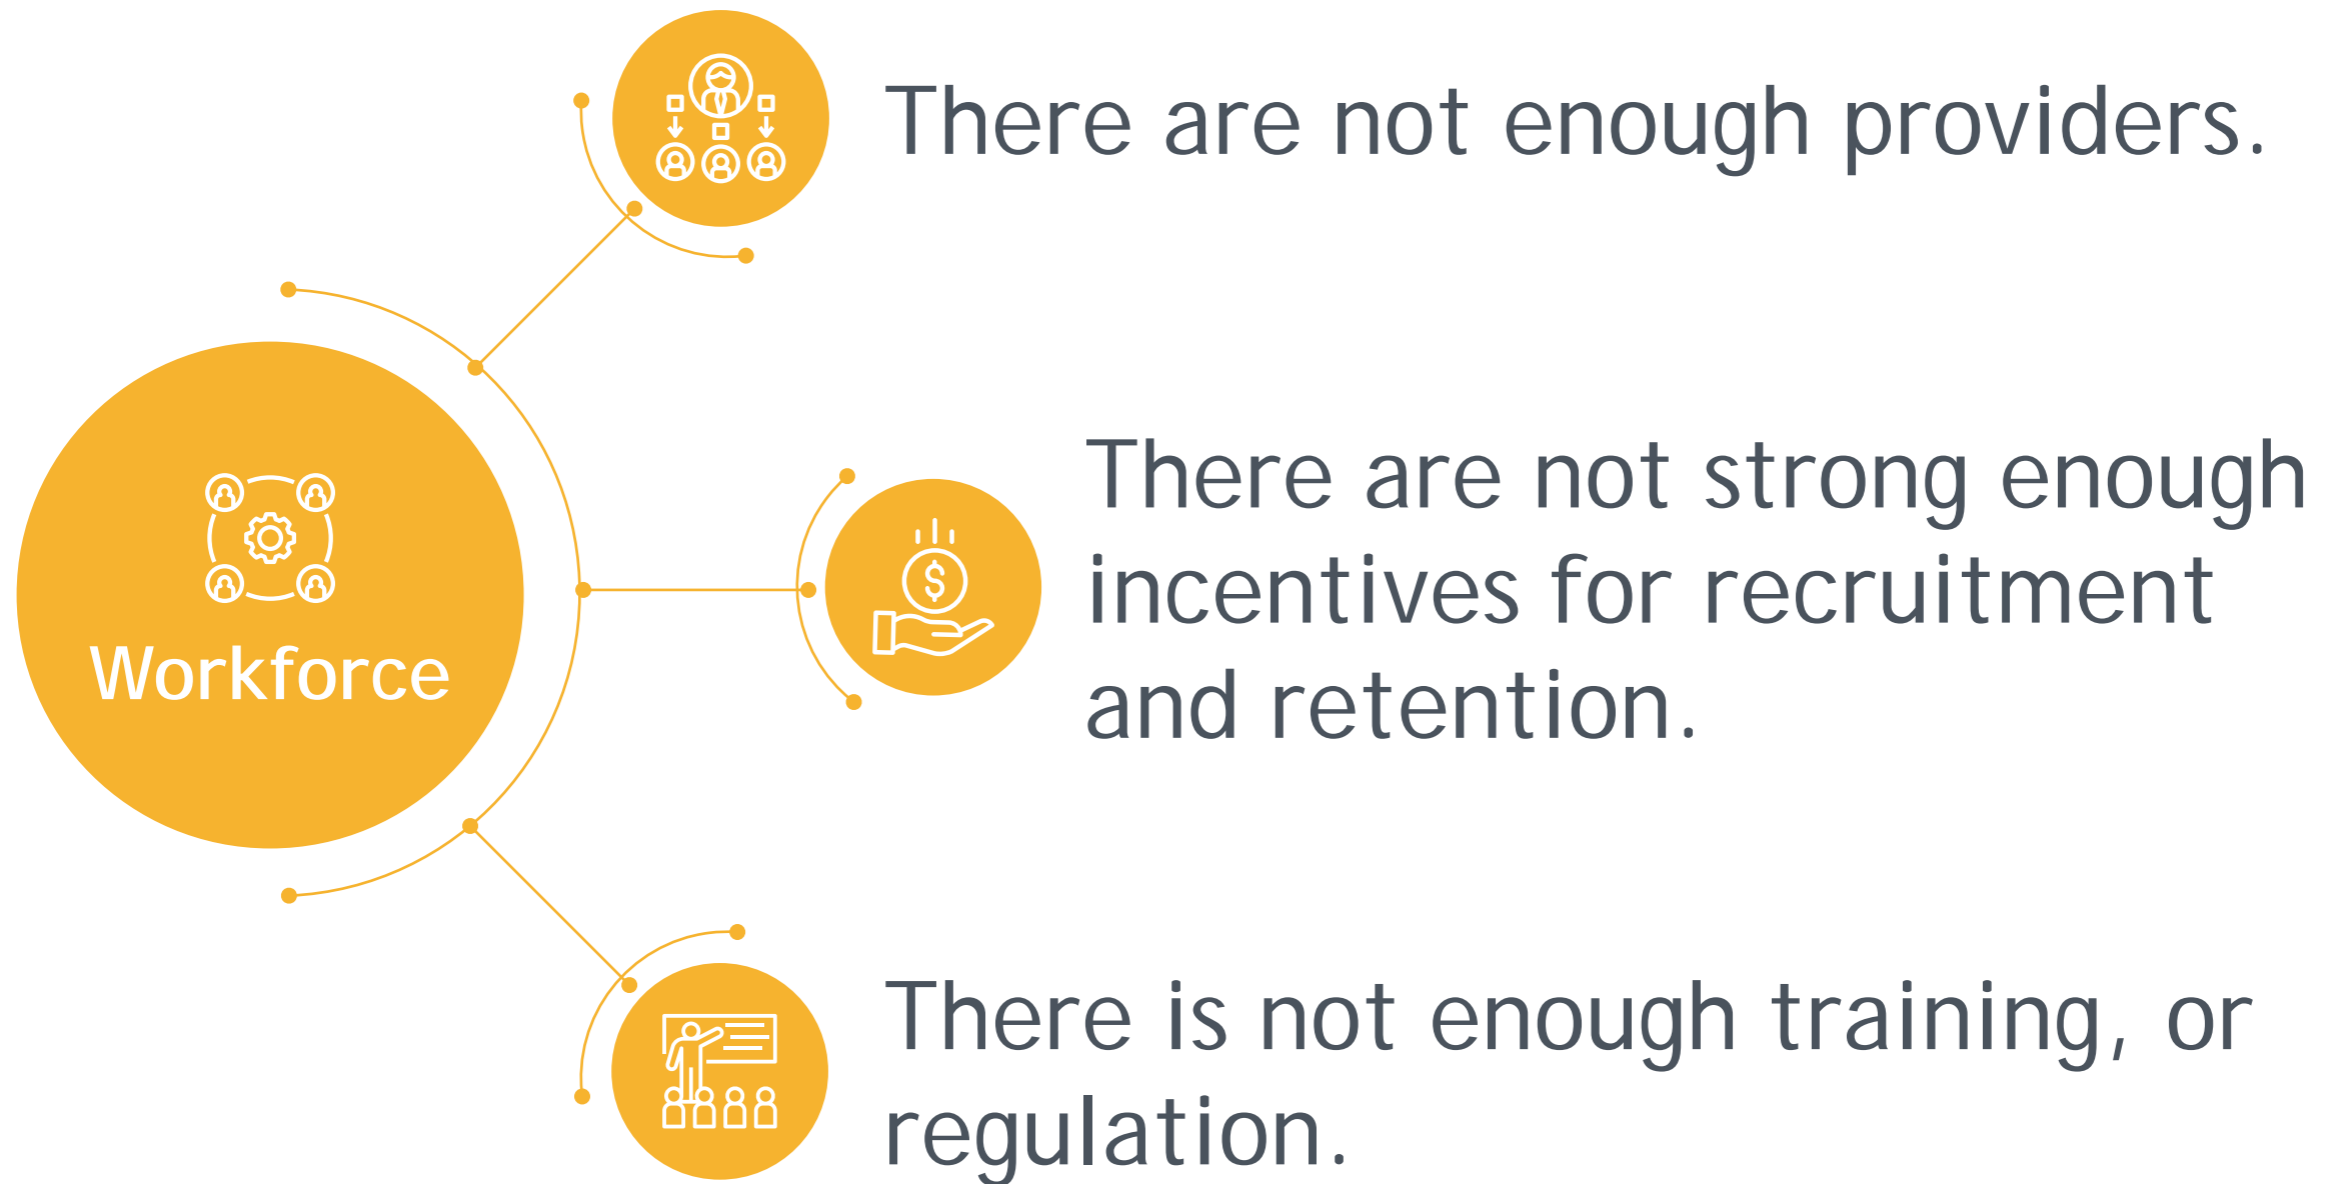 There are not enough providers.
Workforce
There are not strong enough
incentives for recruitment
and retention.
There is not enough training, or
regulation.